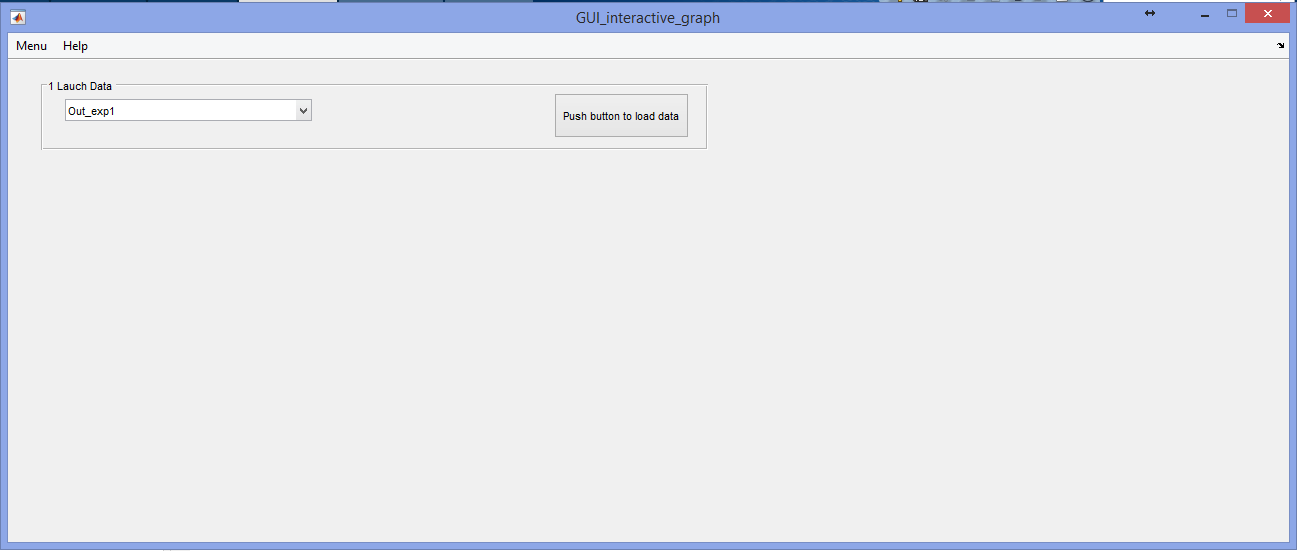 GUI_interactive_graph
Menu Help
1 Lauch Data
Out_exp1
Push button to load data